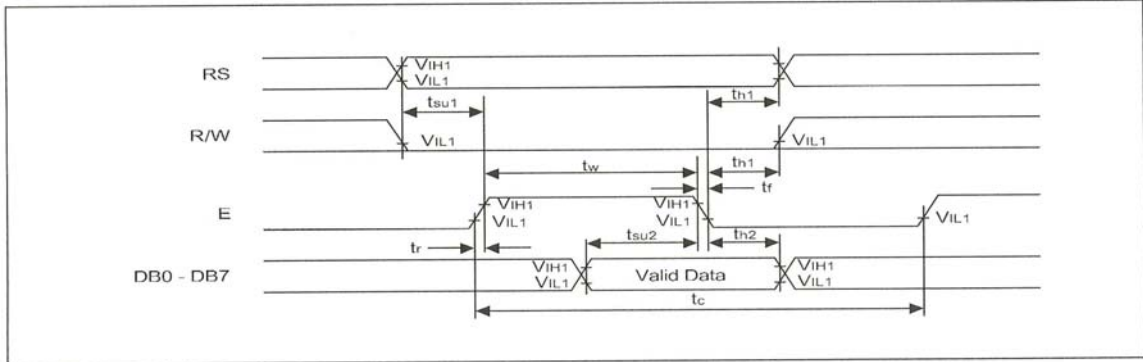 RS
VIH1
VIL1
tsu1
th1
R/W
VIL1
VIL1
tw
th1
tf
E
VIH1
VIL1
VIH1
VIL1
VIL1
tr
tsu2
th2
DB0 - DB7
VIH1
VIL1
Valid Data
VIH1
VIL1
tc